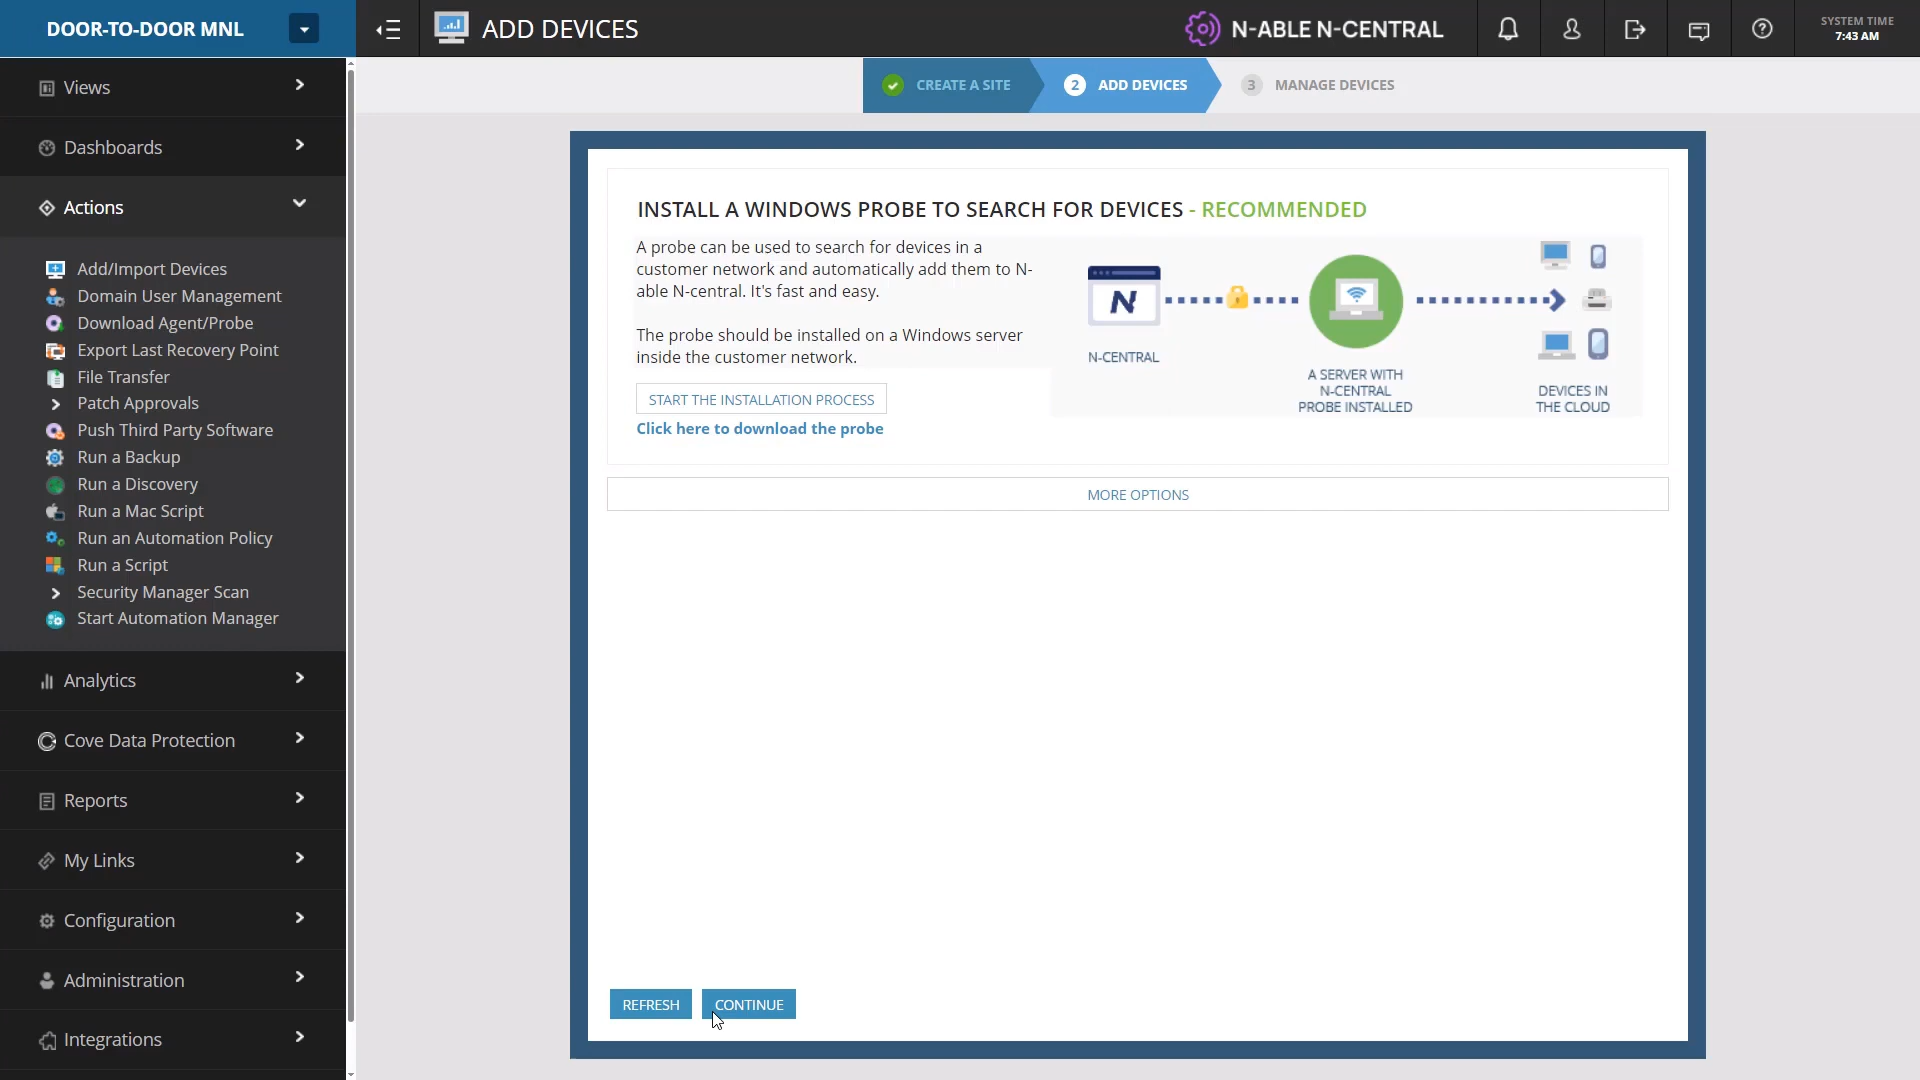 DOOR-TO-DOOR MNL
ADD DEVICES
N-ABLE N-CENTRAL
SYSTEM TIME
7:43 AM
Views
Dashboards
Actions
Add/Import Devices
Domain User Management
Download Agent/Probe
Export Last Recovery Point
File Transfer
Patch Approvals
Push Third Party Software
Run a Backup
Run a Discovery
Run a Mac Script
Run an Automation Policy
Run a Script
Security Manager Scan
Start Automation Manager
Analytics
Cove Data Protection
Reports
My Links
Configuration
Administration
Integrations
CREATE A SITE
2 ADD DEVICES
3 MANAGE DEVICES
INSTALL A WINDOWS PROBE TO SEARCH FOR DEVICES - RECOMMENDED
A probe can be used to search for devices in a
customer network and automatically add them to N-
able N-central. It's fast and easy.
The probe should be installed on a Windows server
inside the customer network.
START THE INSTALLATION PROCESS
Click here to download the probe
N
N-CENTRAL
A SERVER WITH
N-CENTRAL
PROBE INSTALLED
DEVICES IN
THE CLOUD
MORE OPTIONS
REFRESH
CONTINUE